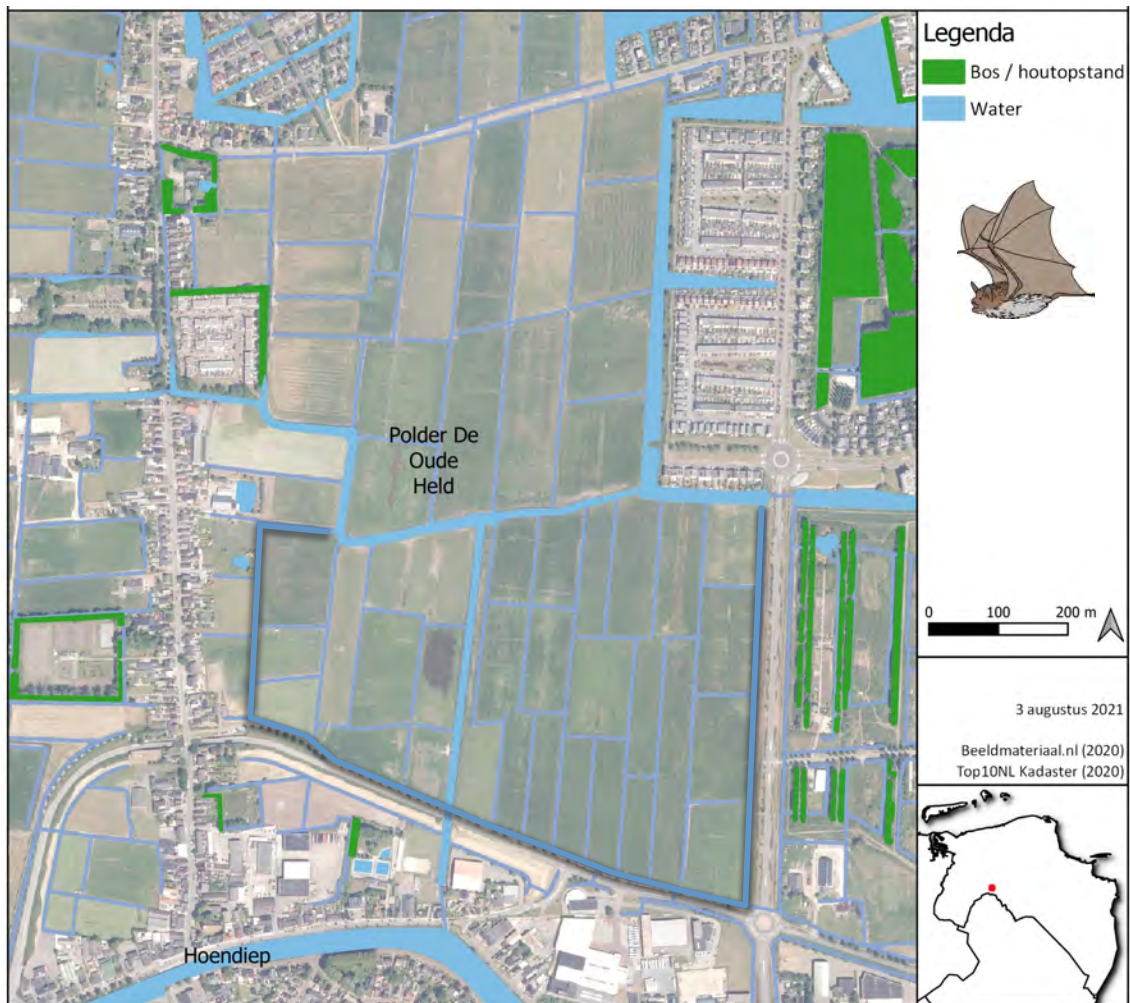 Legenda
Bos / houtopstand
Water
Polder De
Oude
Held
0 100 200 m
3 augustus 2021
Beeldmateriaal.nl (2020)
Top10NL Kadaster (2020)
Hoendiep